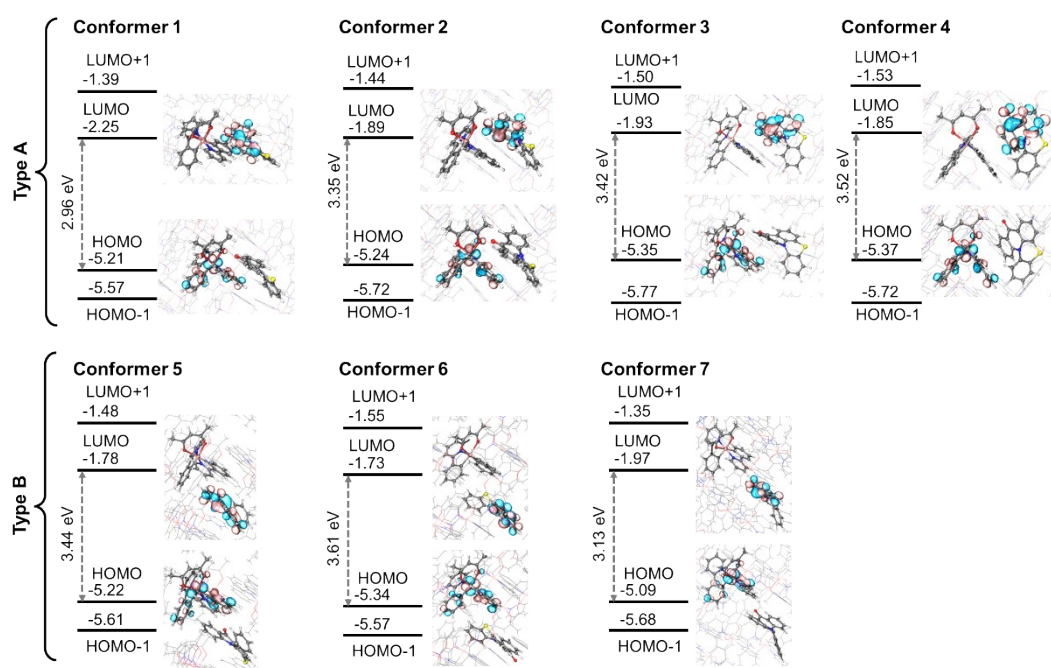 Type A
Conformer 1
LUMO+1
-1.39
LUMO
-2.25
2.96 eV
HOMO
-5.21
-5.57
HOMO-1
Conformer 2
LUMO+1
-1.44
LUMO
-1.89
3.35 eV
HOMO
-5.24
-5.72
HOMO-1
Conformer 3
LUMO+1
-1.50
LUMO
-1.93
3.42 eV
HOMO
-5.35
-5.77
HOMO-1
Conformer 4
LUMO+1
-1.53
LUMO
-1.85
3.52 eV
HOMO
-5.37
-5.72
HOMO-1
Type B
Conformer 5
LUMO+1
-1.48
LUMO
-1.78
3.44 eV
HOMO
-5.22
-5.61
HOMO-1
Conformer 6
LUMO+1
-1.55
LUMO
-1.73
3.61 eV
HOMO
-5.34
-5.57
HOMO-1
Conformer 7
LUMO+1
-1.35
LUMO
-1.97
3.13 eV
HOMO
-5.09
-5.68
HOMO-1